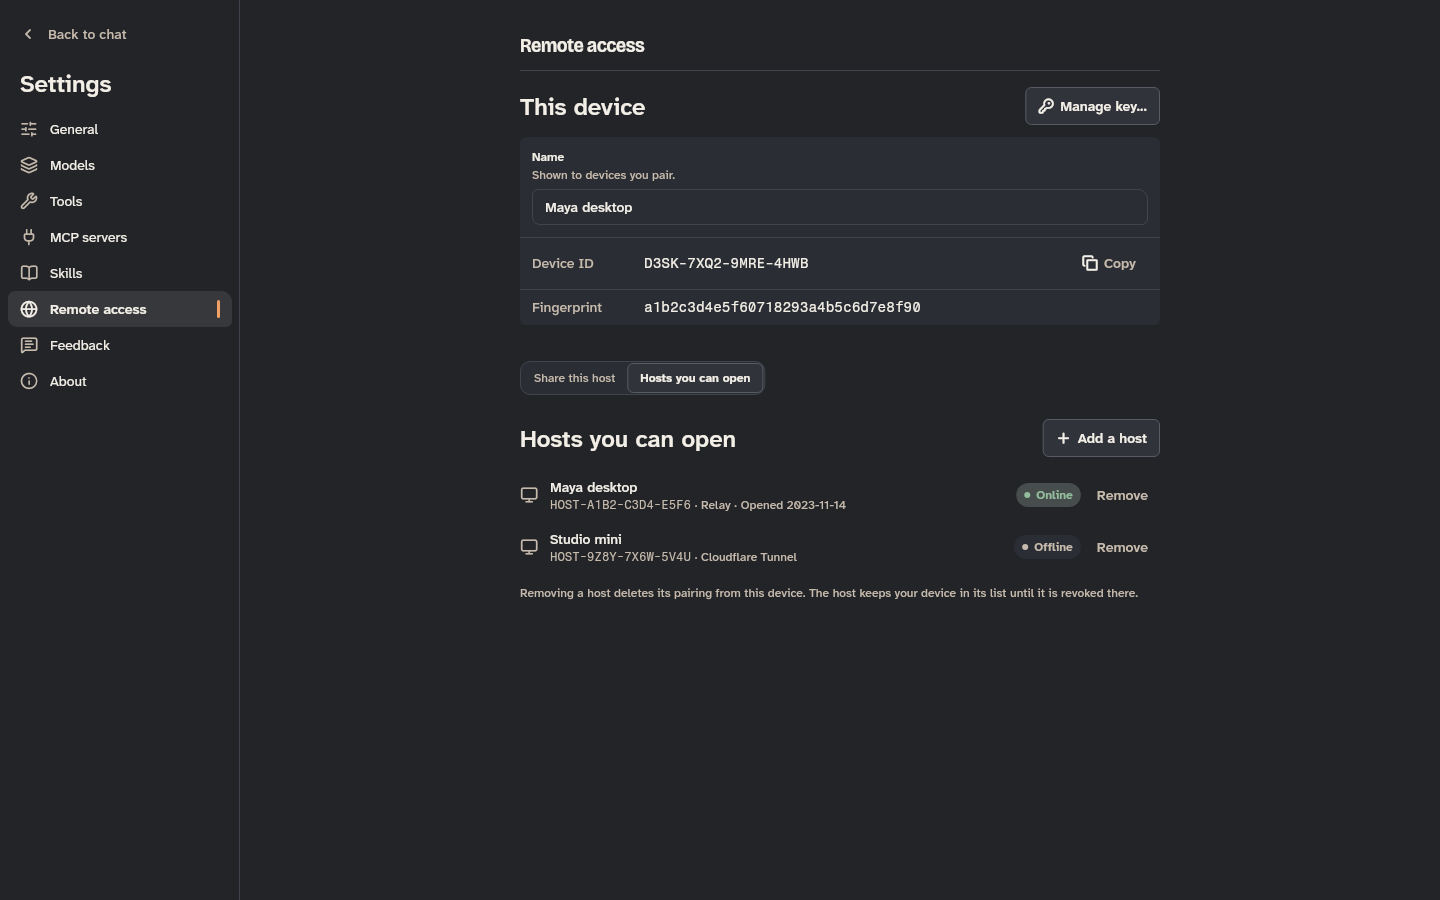 Back to chat
Settings
General
Models
Tools
MCP servers
Skills
Remote access
Feedback
About
Remote access
This device
Manage key...
Name
Shown to devices you pair.
Maya desktop
Device ID D3SK-7XQ2-9MRE-4HWB Copy
Fingerprint a1b2c3d4e5f60718293a4b5c6d7e8f90
Share this host Hosts you can open
Hosts you can open
Add a host
Maya desktop
HOST-A1B2-C3D4-E5F6 · Relay · Opened 2023-11-14
Online Remove
Studio mini
HOST-9Z8Y-7X6W-5V4U · Cloudflare Tunnel
Offline Remove
Removing a host deletes its pairing from this device. The host keeps your device in its list until it is revoked there.